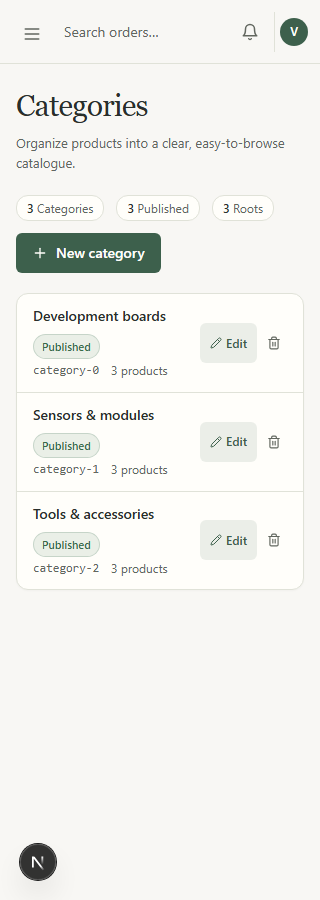 Search orders...
V
Categories
Organize products into a clear, easy-to-browse
catalogue.
3 Categories
3 Published
3 Roots
+ New category
Development boards
Published
category-0 3 products
Edit
Sensors & modules
Published
category-1 3 products
Edit
Tools & accessories
Published
category-2 3 products
Edit
N